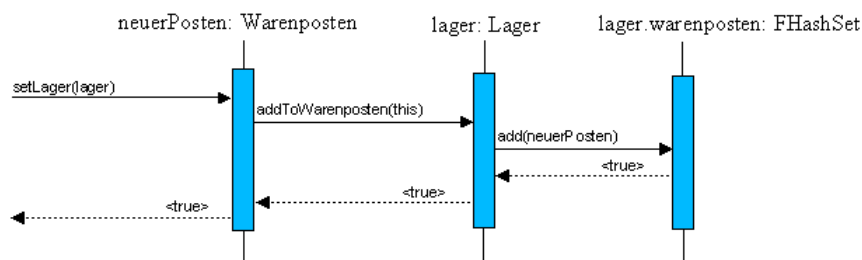 neuerPosten: Warenposten
lager: Lager
lager.warenposten: FHashSet
setLager(lager)
addToWarenposten(this)
add(neuerPosten)
<true>
<true>
<true>